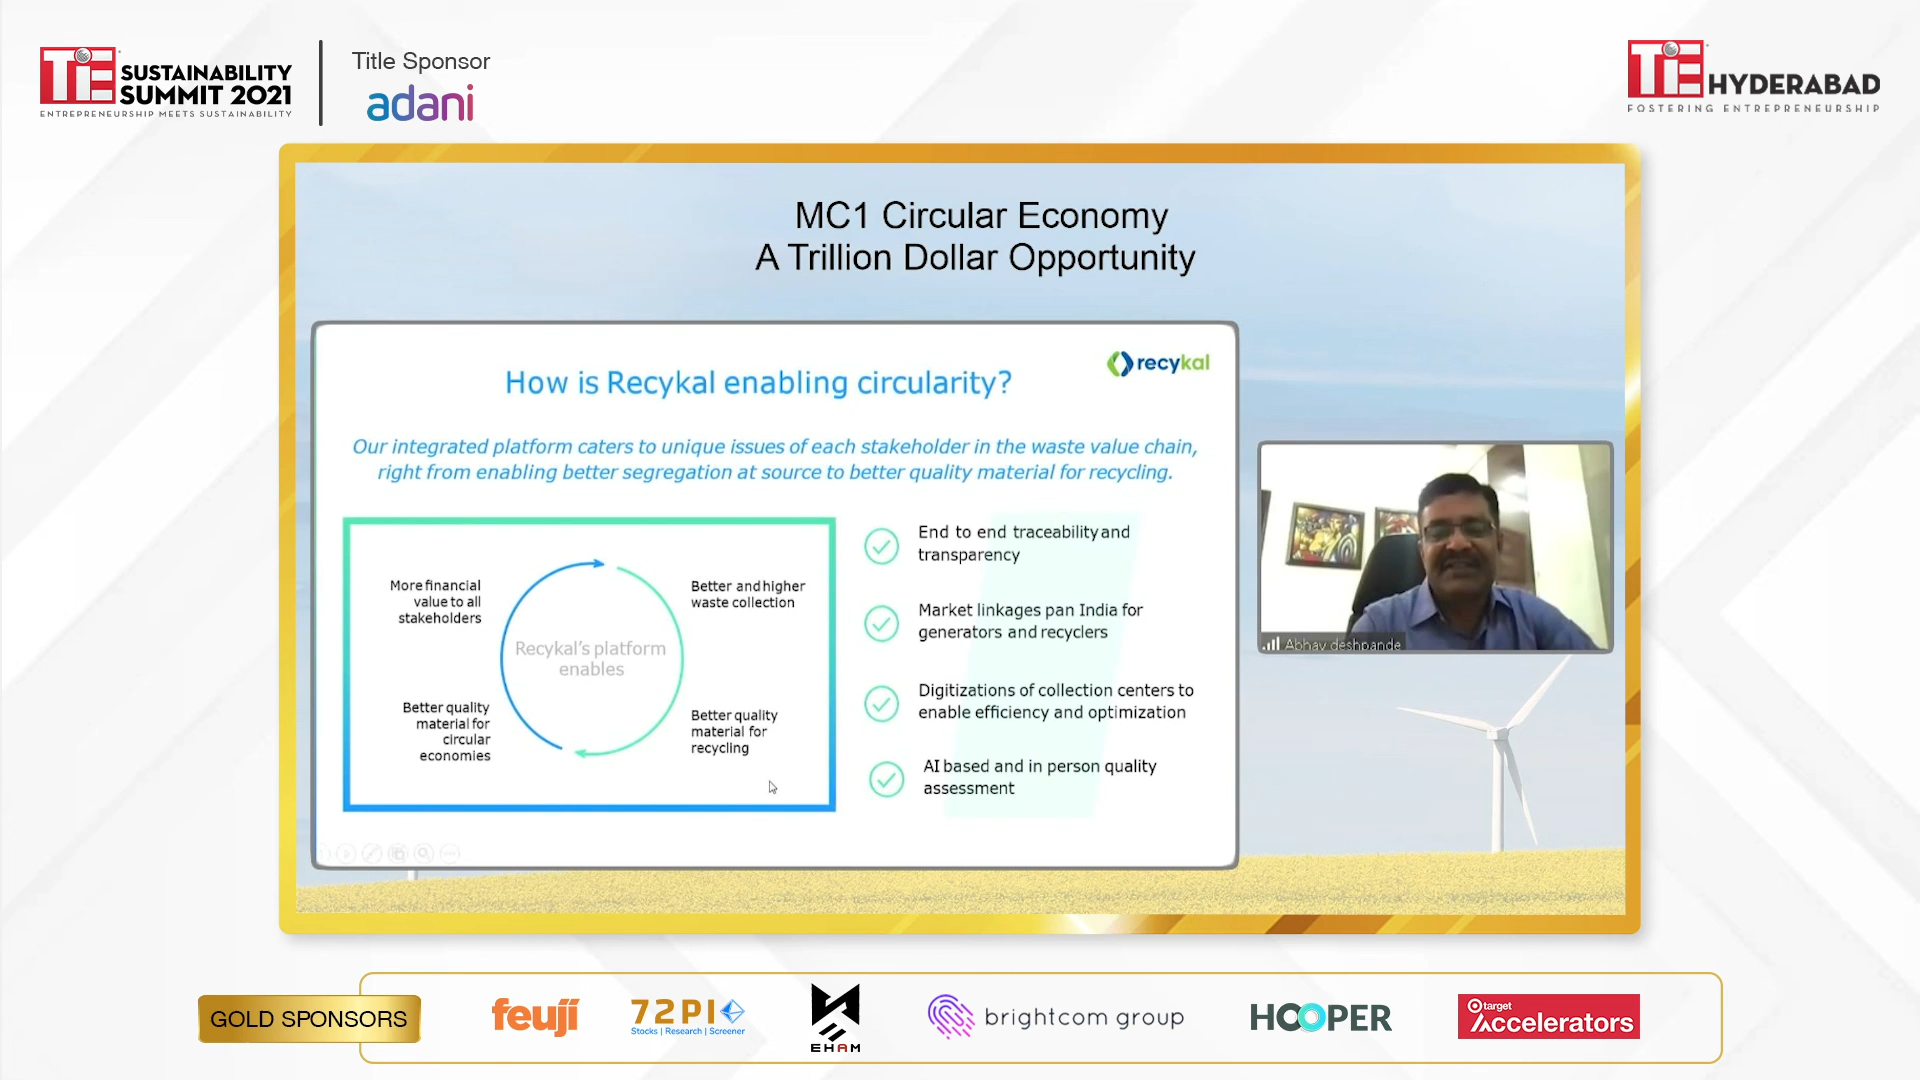 TiE SUSTAINABILITY
SUMMIT 2021
ENTREPRENEURSHIP MEETS SUSTAINABILITY
Title Sponsor
adani
TiE HYDERABAD
FOSTERING ENTREPRENEURSHIP
MC1 Circular Economy
A Trillion Dollar Opportunity
recykal
How is Recykal enabling circularity?
Our integrated platform caters to unique issues of each stakeholder in the waste value chain,
right from enabling better segregation at source to better quality material for recycling.
More financial
value to all
stakeholders
Better and higher
waste collection
Recykal's platform
enables
Better quality
material for
circular
economies
Better quality
material for
recycling
End to end traceability and
transparency
Market linkages pan India for
generators and recyclers
Digitizations of collection centers to
enable efficiency and optimization
AI based and in person quality
assessment
Abhay deshpande
GOLD SPONSORS
feuji
72PI
Stocks | Research | Screener
EHAM
brightcom group
HOOPER
target
Accelerators